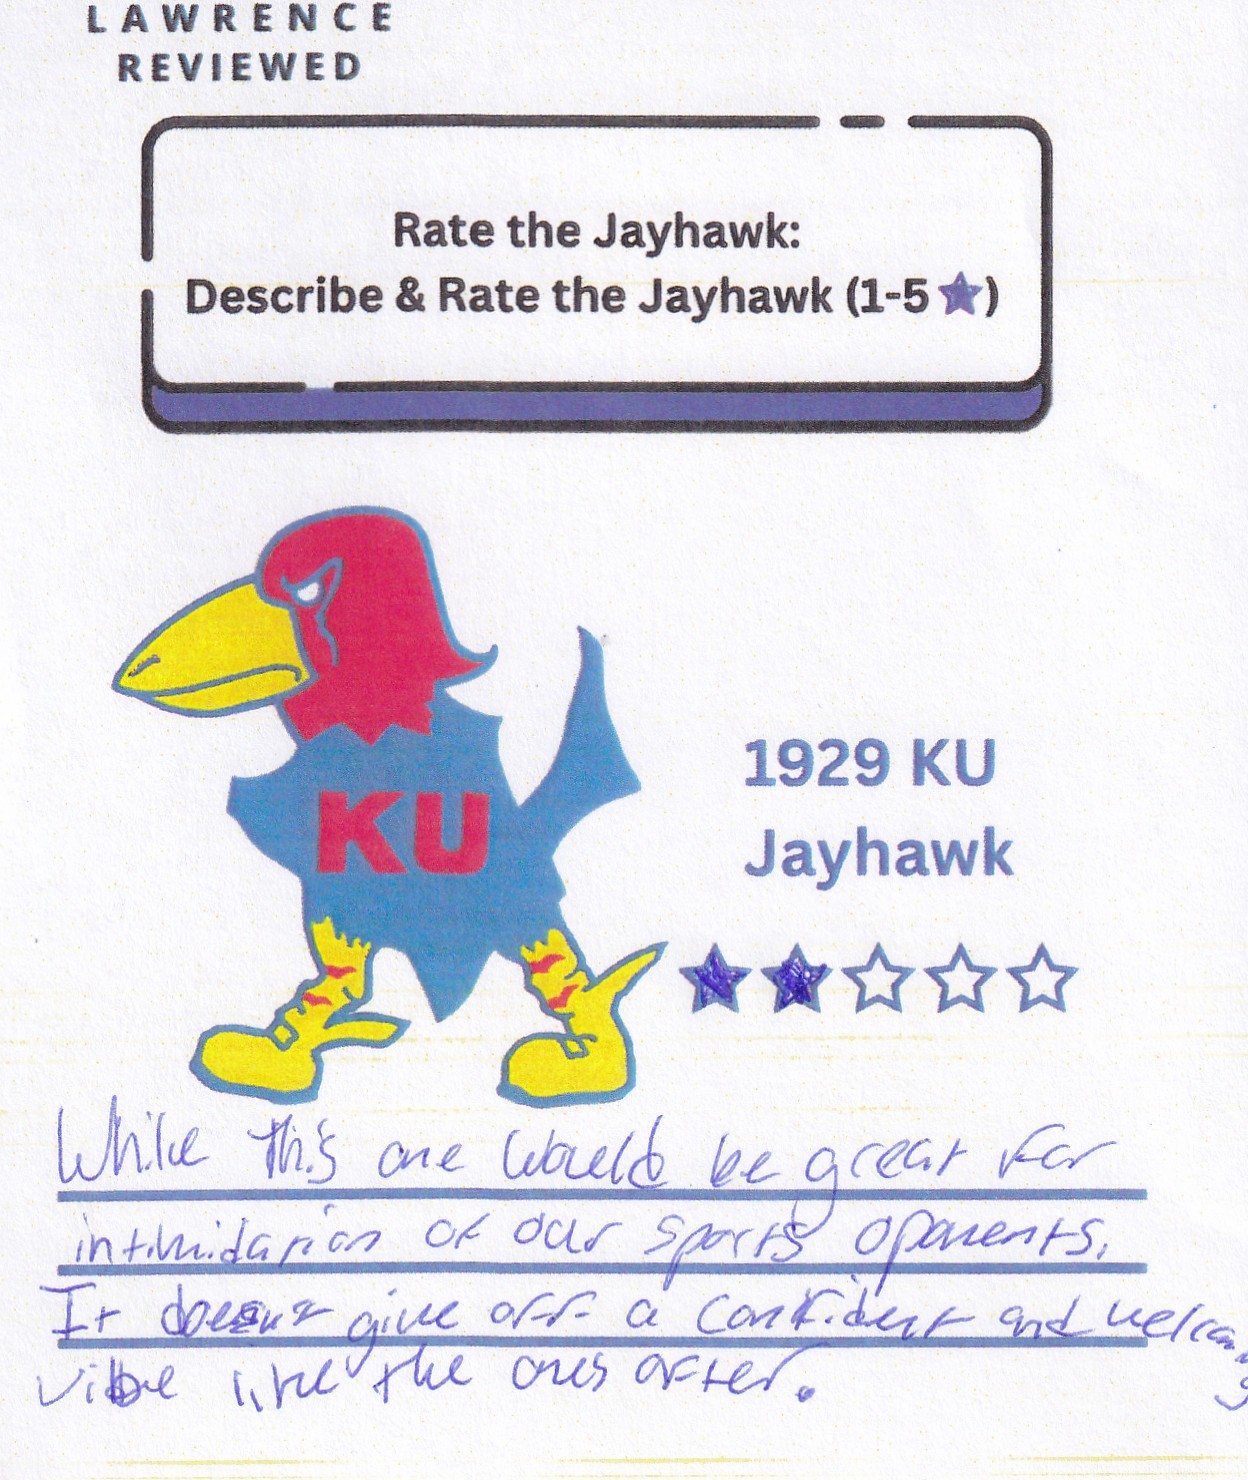 LAWRENCE
REVIEWED
Rate the Jayhawk:
Describe & Rate the Jayhawk (1-5 ★)
KU
1929 KU
Jayhawk
While this one would be great for
intimidation of our sports oponents,
It doesn't give off a confident and welcoming
vibe like the ones after.